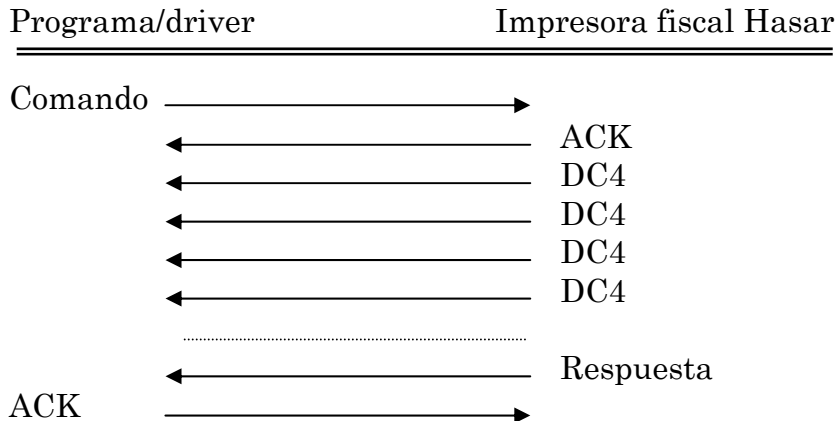 Programa/driver Impresora fiscal Hasar
Comando
ACK
DC4
DC4
DC4
DC4
Respuesta
ACK